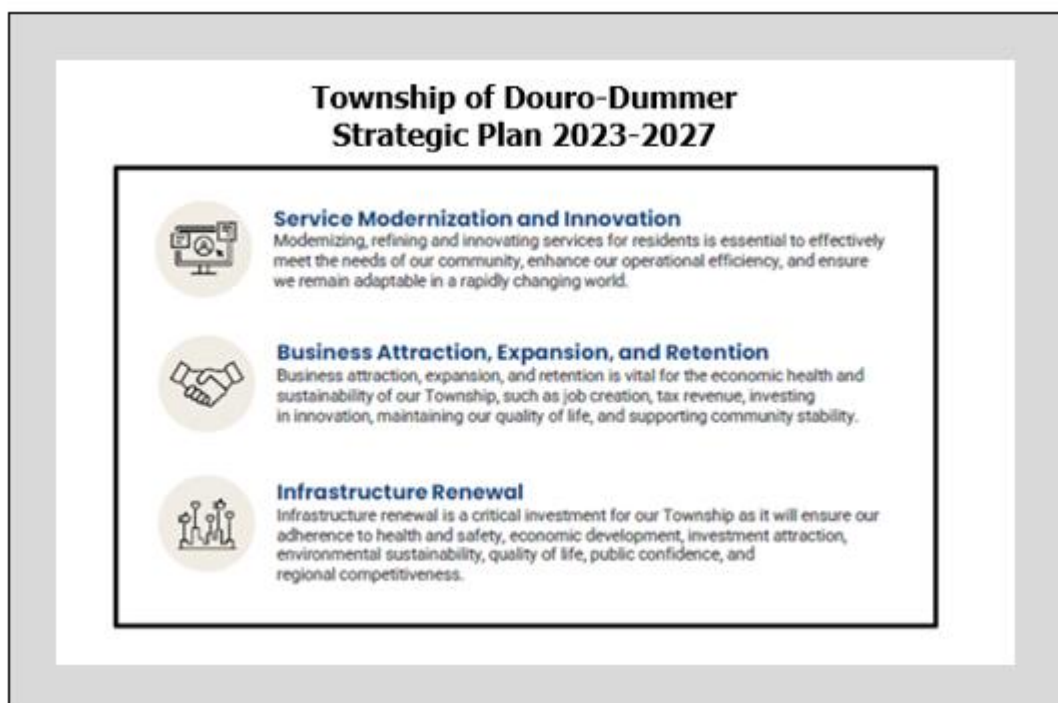 Township of Douro-Dummer
Strategic Plan 2023-2027
Service Modernization and Innovation
Modernizing, refining and innovating services for residents is essential to effectively
meet the needs of our community, enhance our operational efficiency, and ensure
we remain adaptable in a rapidly changing world.
Business Attraction, Expansion, and Retention
Business attraction, expansion, and retention is vital for the economic health and
sustainability of our Township, such as job creation, tax revenue, investing
in innovation, maintaining our quality of life, and supporting community stability.
Infrastructure Renewal
Infrastructure renewal is a critical investment for our Township as it will ensure our
adherence to health and safety, economic development, investment attraction,
environmental sustainability, quality of life, public confidence, and
regional competitiveness.